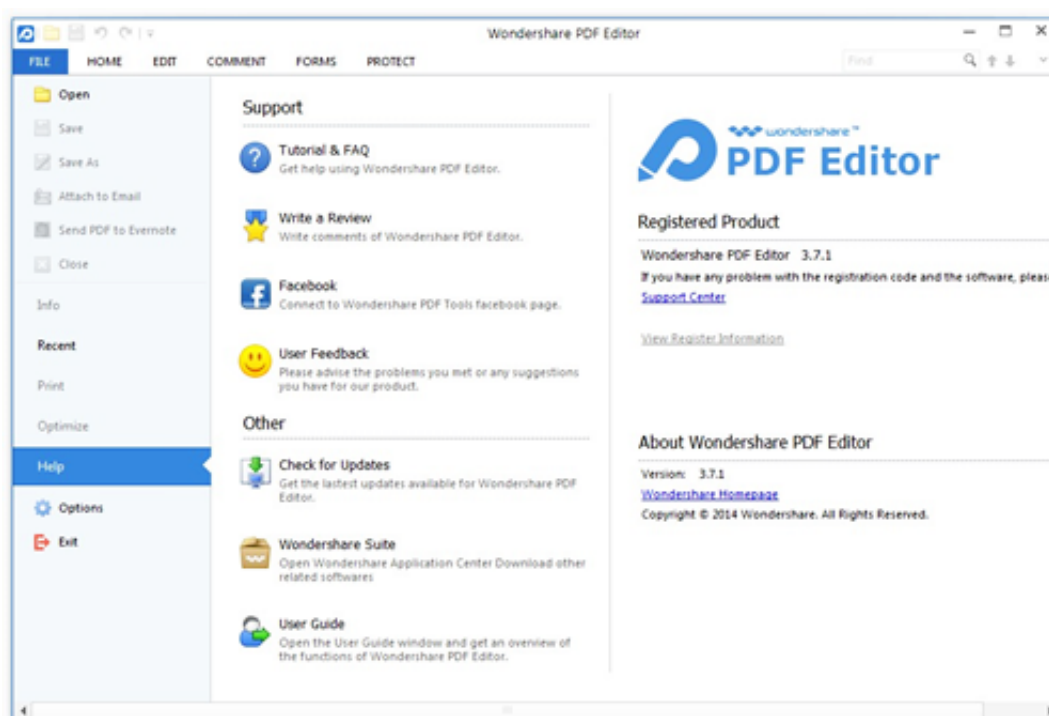 Wondershare PDF Editor
FILE HOME EDIT COMMENT FORMS PROTECT Find
Open
Save
Save As
Attach to Email
Send PDF to Evernote
Close
Info
Recent
Print
Optimize
Help
Options
Exit
Support
Tutorial & FAQ
Get help using Wondershare PDF Editor.
Write a Review
Write comments of Wondershare PDF Editor.
Facebook
Connect to Wondershare PDF Tools facebook page.
User Feedback
Please advise the problems you met or any suggestions
you have for our product.
Other
Check for Updates
Get the lastest updates available for Wondershare PDF
Editor.
Wondershare Suite
Open Wondershare Application Center Download other
related softwares
User Guide
Open the User Guide window and get an overview of
the functions of Wondershare PDF Editor.
wondershare™
PDF Editor
Registered Product
Wondershare PDF Editor 3.7.1
If you have any problem with the registration code and the software, pleas
Support Center
View Register Information
About Wondershare PDF Editor
Version: 3.7.1
Wondershare Homepage
Copyright © 2014 Wondershare. All Rights Reserved.